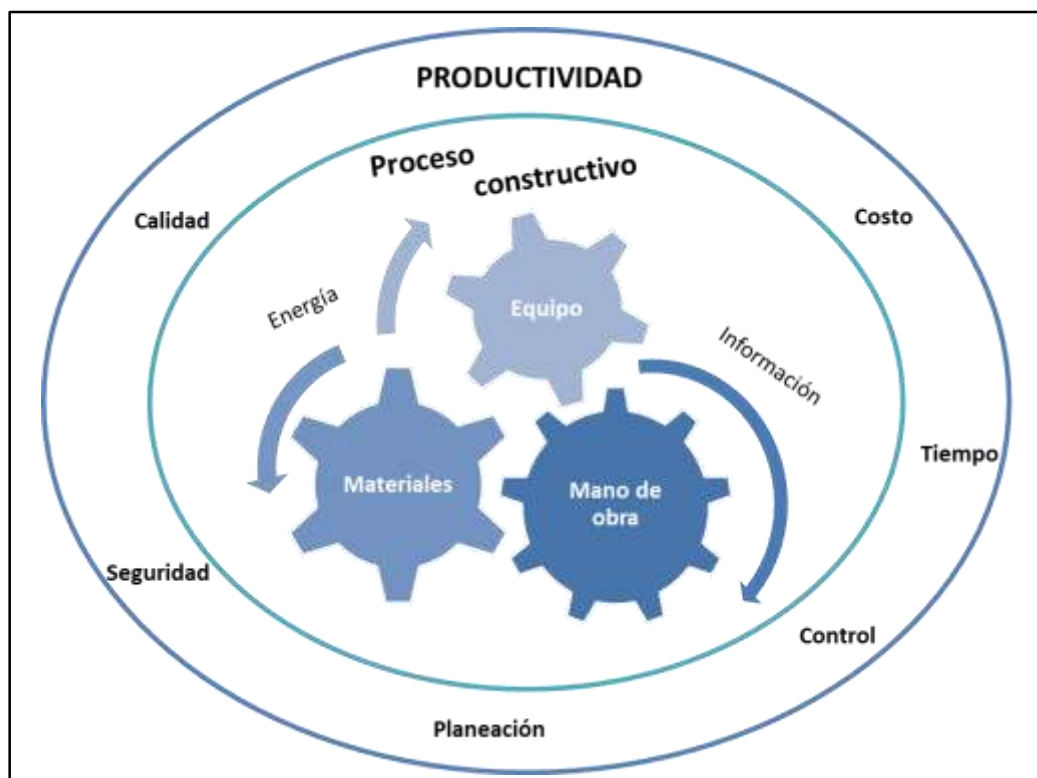 PRODUCTIVIDAD
Proceso
constructivo
Calidad
Costo
Energía
Equipo
Información
Tiempo
Materiales
Mano de
obra
Seguridad
Control
Planeación